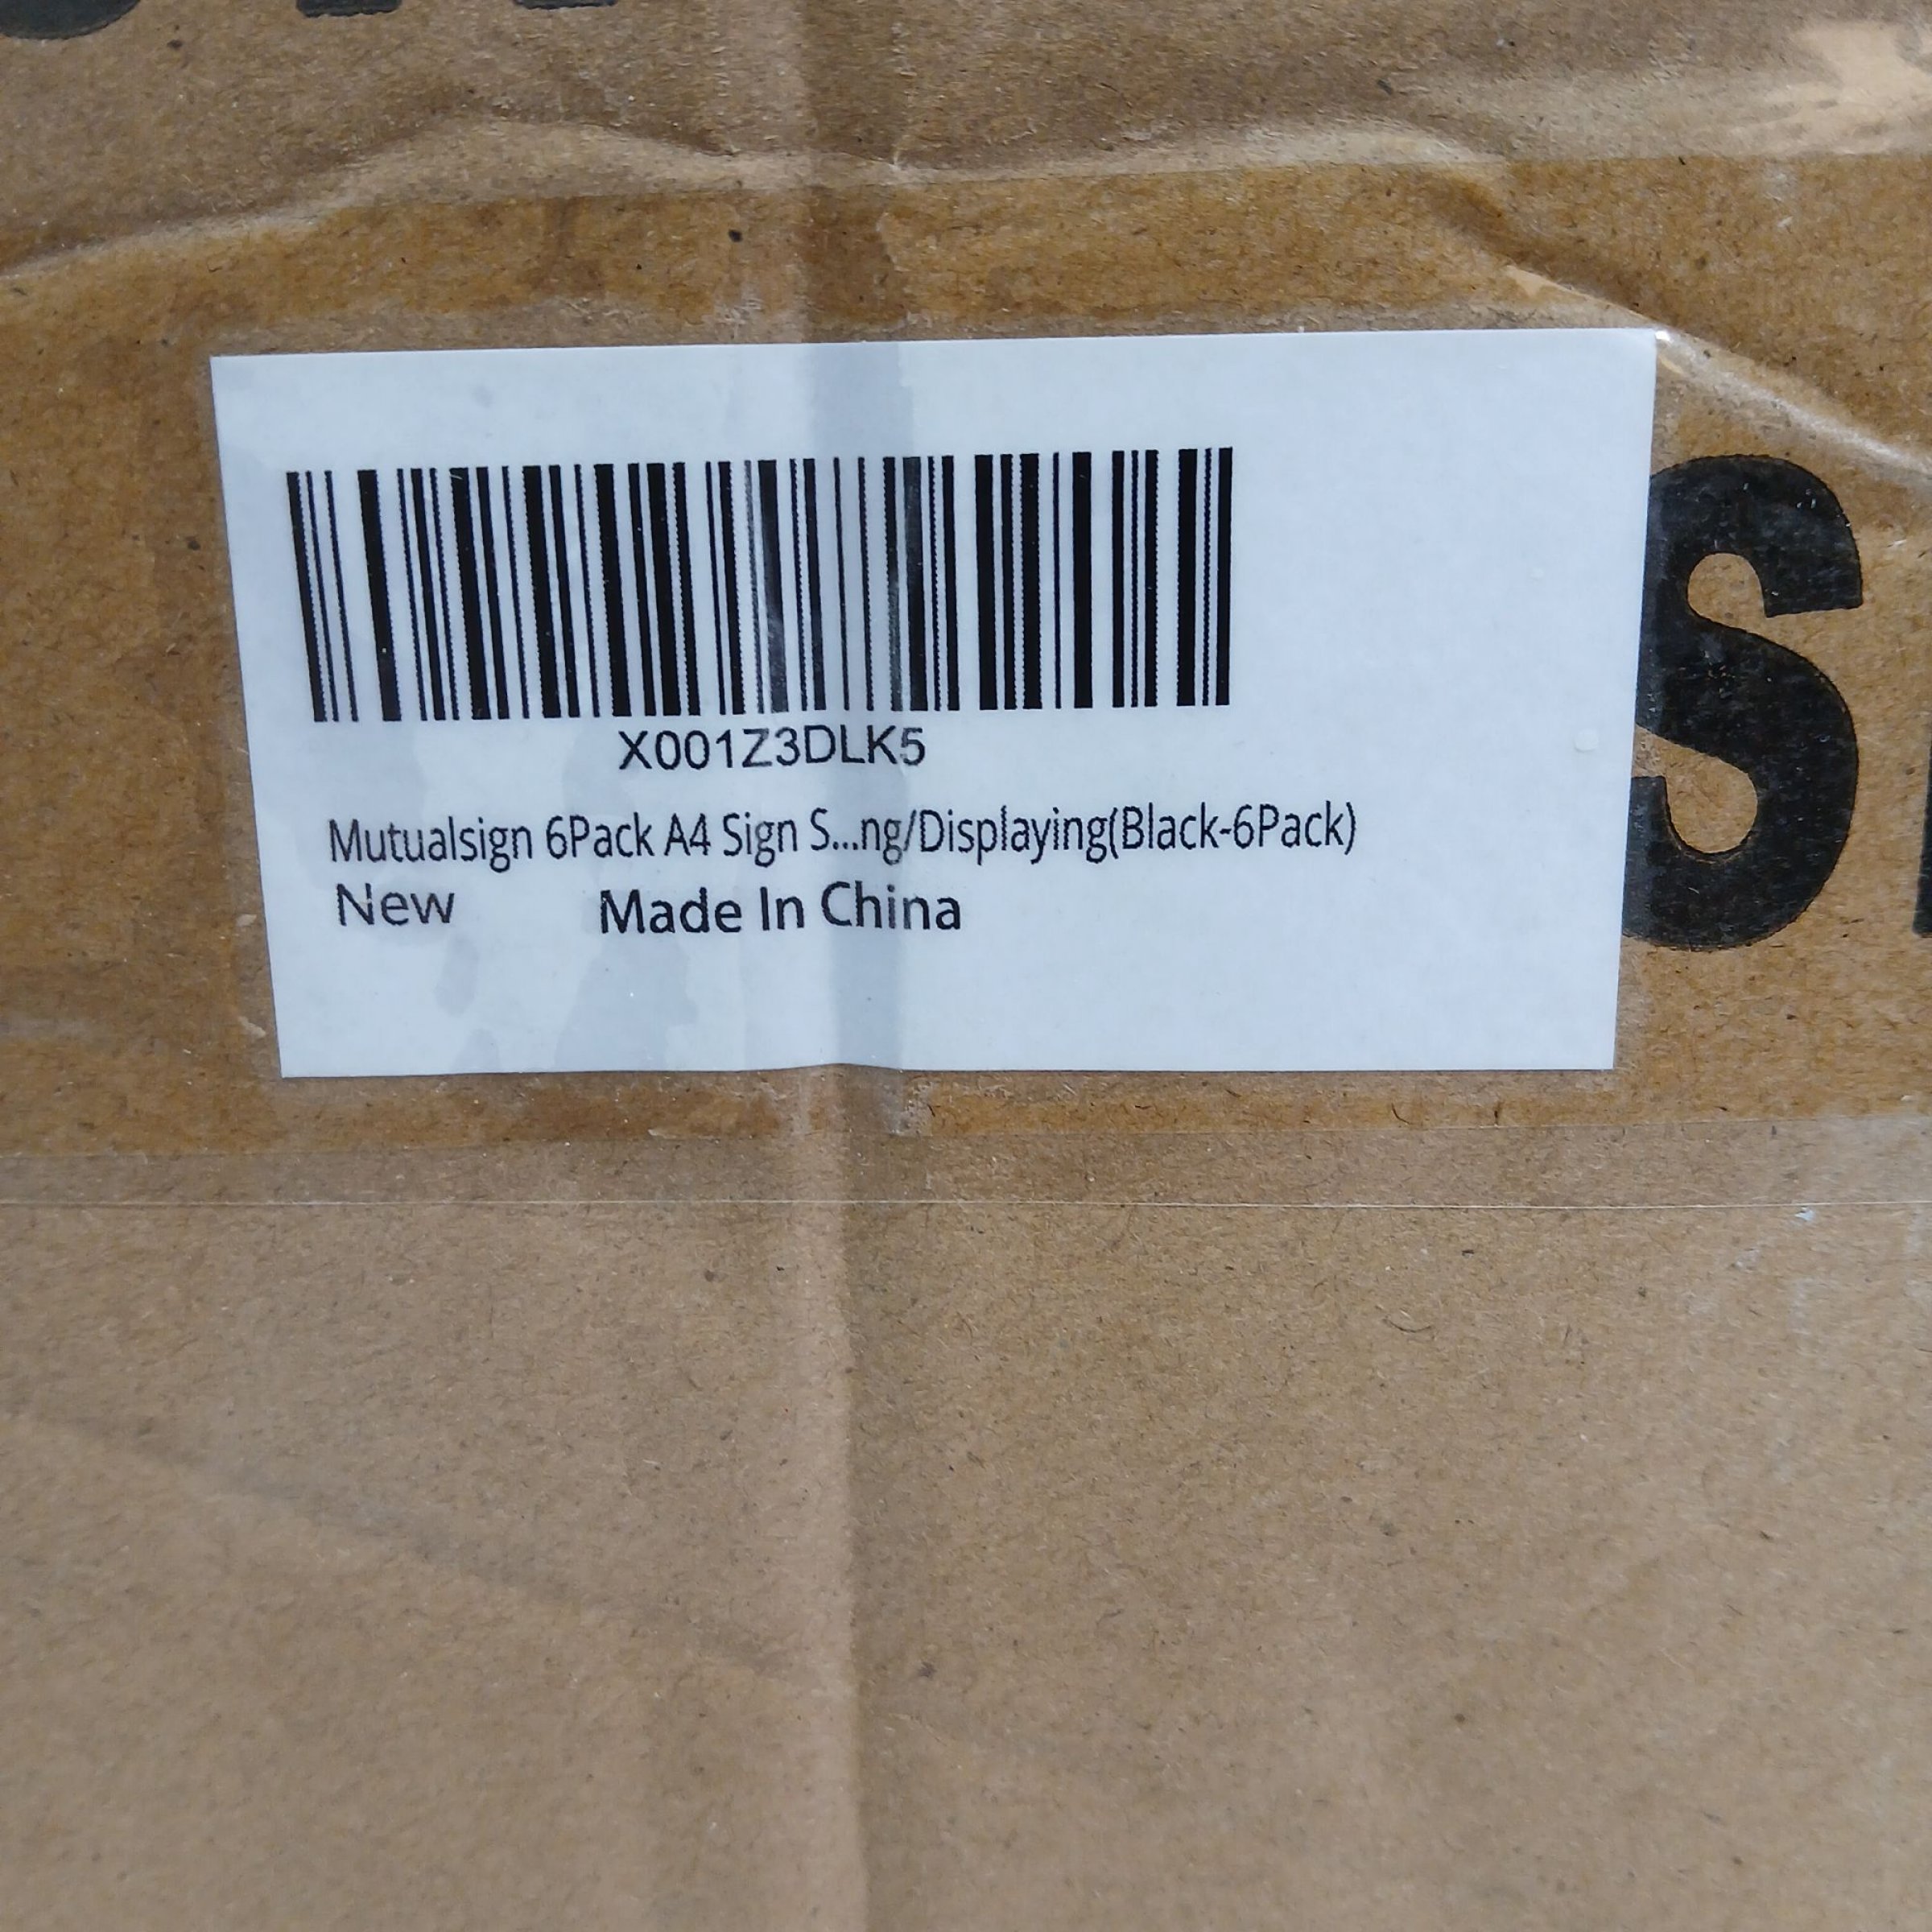 X001Z3DLK5
Mutualsign 6Pack A4 Sign S...ng/Displaying(Black-6Pack)
New Made In China
S